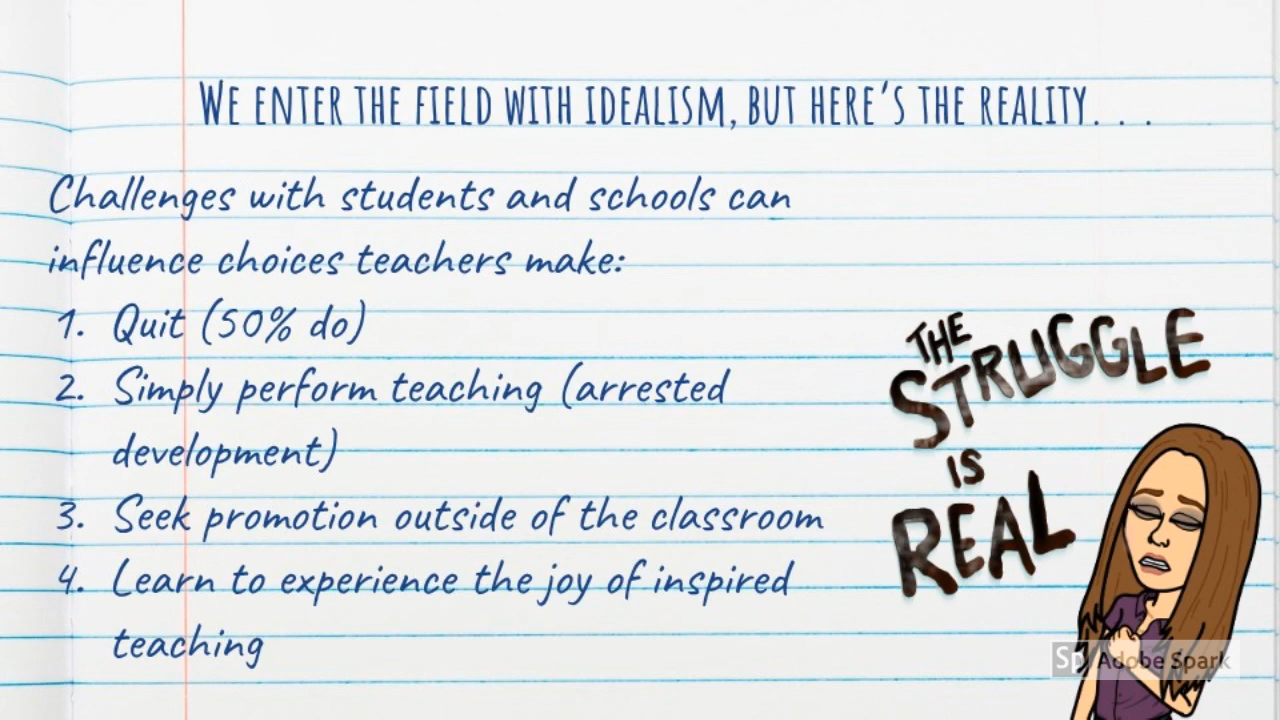 We enter the field with idealism, but here's the reality. . .
Challenges with students and schools can
influence choices teachers make:
1. Quit (50% do)
2. Simply perform teaching (arrested
development)
3. Seek promotion outside of the classroom
4. Learn to experience the joy of inspired
teaching
THE
STRUGGLE
IS
REAL
Sp Adobe Spark